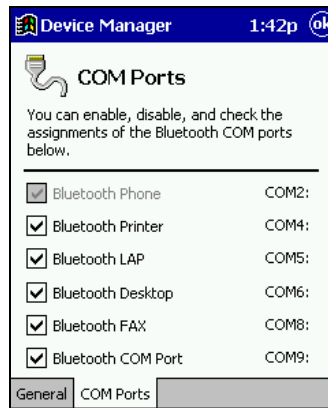 Device Manager 1:42p ok
COM Ports
You can enable, disable, and check the
assignments of the Bluetooth COM ports
below.
Bluetooth Phone COM2:
Bluetooth Printer COM4:
Bluetooth LAP COM5:
Bluetooth Desktop COM6:
Bluetooth FAX COM8:
Bluetooth COM Port COM9:
General COM Ports